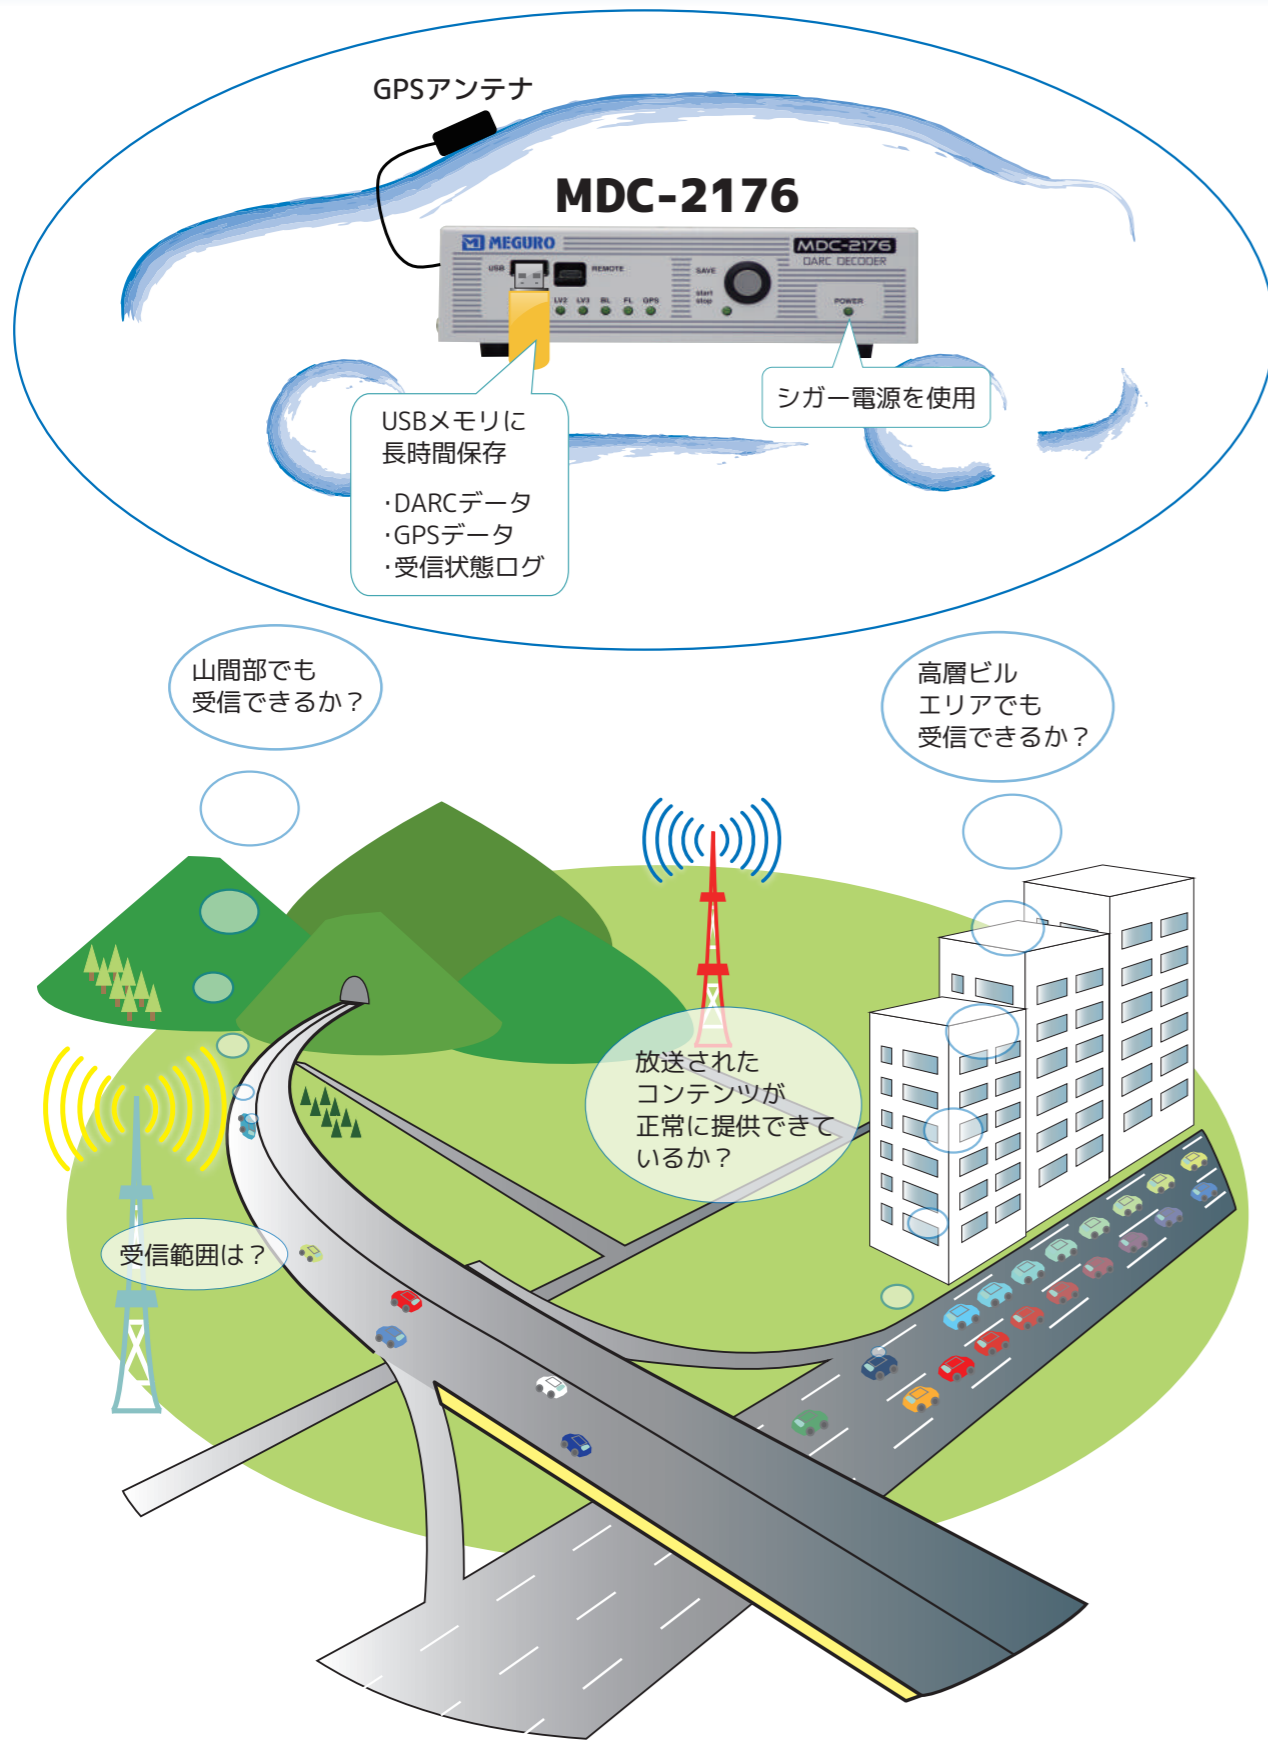 GPSアンテナ
MDC-2176
MEGURO
MDC-2176
DARC DECODER
USB
REMOTE
SAVE
start
stop
LV2 LV3 BL FL GPS
POWER
シガー電源を使用
USBメモリに
長時間保存
・DARCデータ
・GPSデータ
・受信状態ログ
山間部でも
受信できるか？
高層ビル
エリアでも
受信できるか？
放送された
コンテンツが
正常に提供できて
いるか？
受信範囲は？